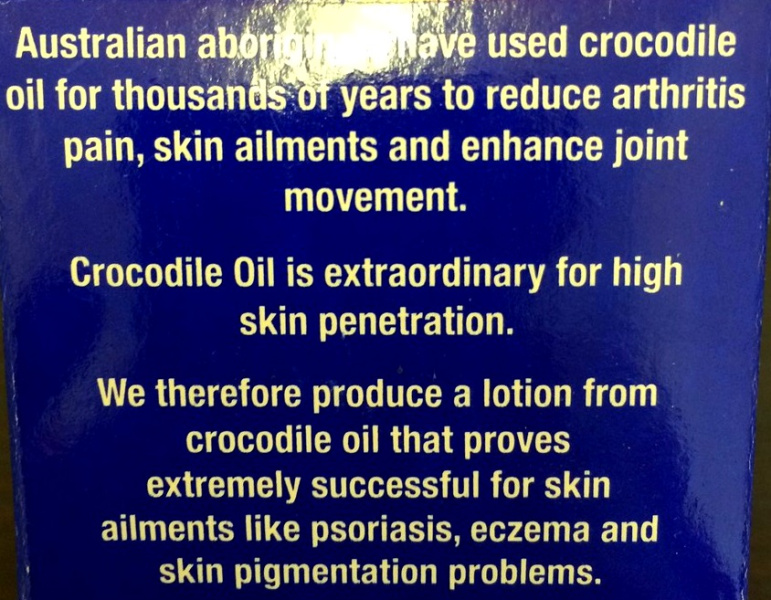 Australian have used crocodile
oil for thousands of years to reduce arthritis
pain, skin ailments and enhance joint
movement.
Crocodile Oil is extraordinary for high
skin penetration.
We therefore produce a lotion from
crocodile oil that proves
extremely successful for skin
ailments like psoriasis, eczema and
skin pigmentation problems.